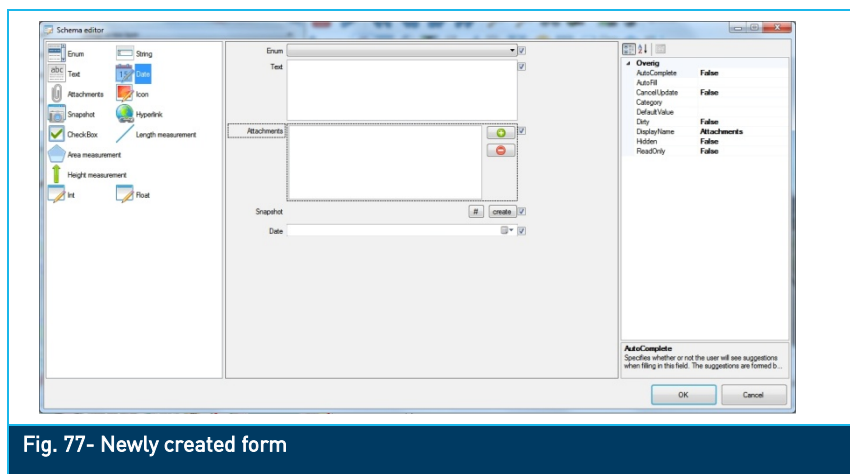 Schema editor
Enum
String
abc
Text
15
Date
Attachments
Icon
Snapshot
Hyperlink
CheckBox
Length measurement
Area measurement
Height measurement
Int
Float
Enum
Text
Attachments
Snapshot
# create
Date
Overig
AutoComplete False
AutoFill
CancelUpdate False
Category
DefaultValue
Dirty False
DisplayName Attachments
Hidden False
ReadOnly False
AutoComplete
Specifies whether or not the user will see suggestions
when filling in this field. The suggestions are formed b...
OK
Cancel
Fig. 77- Newly created form